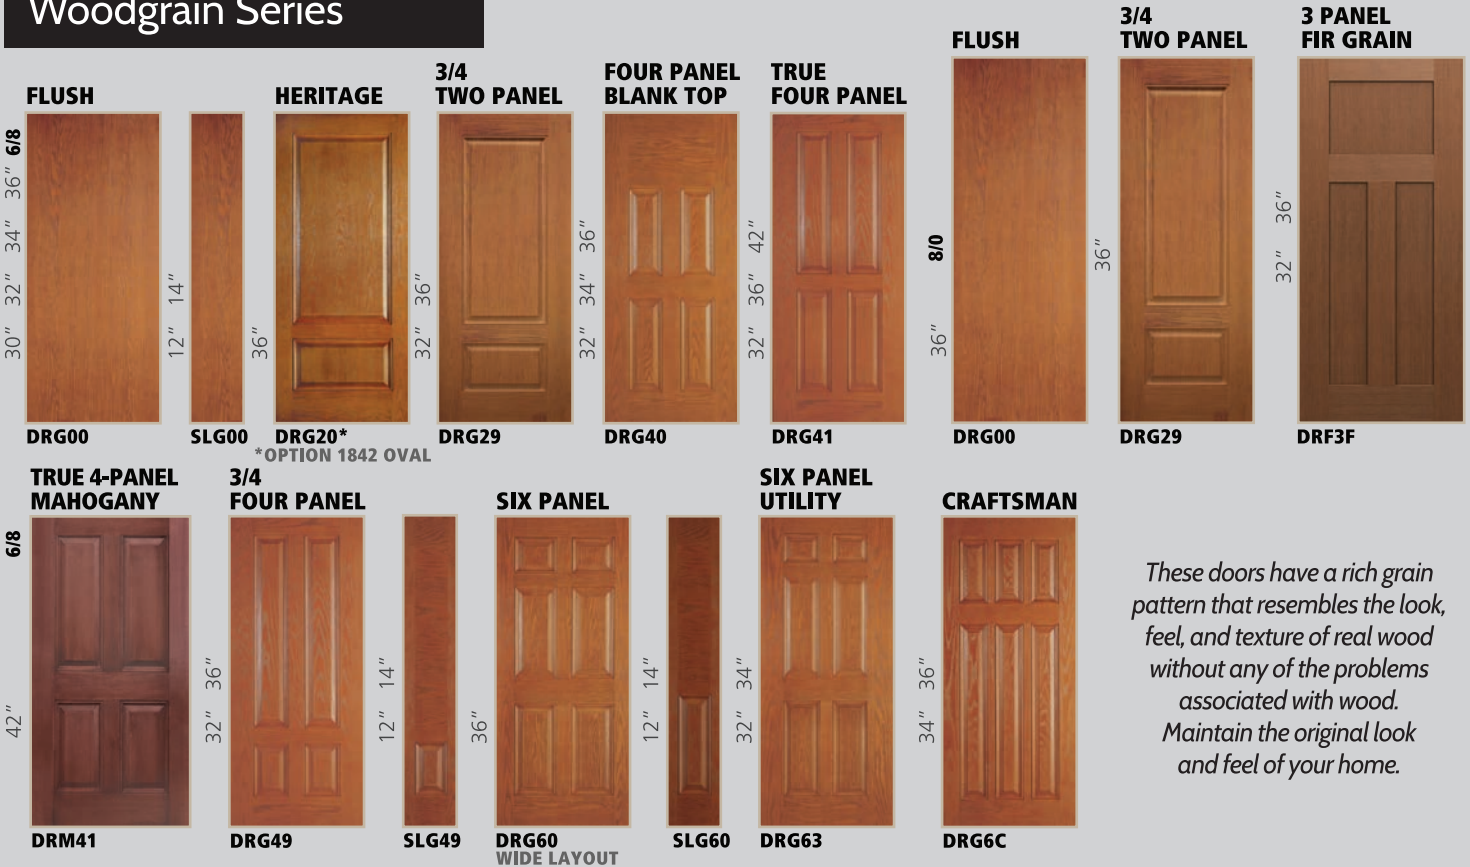 Woodgrain Series
FLUSH
6/8
36"
34"
32"
30"
DRG00
14"
12"
SLG00
HERITAGE
36"
DRG20*
*OPTION 1842 OVAL
3/4
TWO PANEL
36"
32"
DRG29
FOUR PANEL
BLANK TOP
36"
34"
32"
DRG40
TRUE
FOUR PANEL
42"
36"
32"
DRG41
FLUSH
8/0
36"
DRG00
3/4
TWO PANEL
36"
DRG29
3 PANEL
FIR GRAIN
36"
32"
DRF3F
TRUE 4-PANEL
MAHOGANY
6/8
42"
DRM41
3/4
FOUR PANEL
36"
32"
DRG49
14"
12"
SLG49
SIX PANEL
36"
DRG60
WIDE LAYOUT
14"
12"
SLG60
SIX PANEL
UTILITY
34"
32"
DRG63
CRAFTSMAN
36"
34"
DRG6C
These doors have a rich grain
pattern that resembles the look,
feel, and texture of real wood
without any of the problems
associated with wood.
Maintain the original look
and feel of your home.